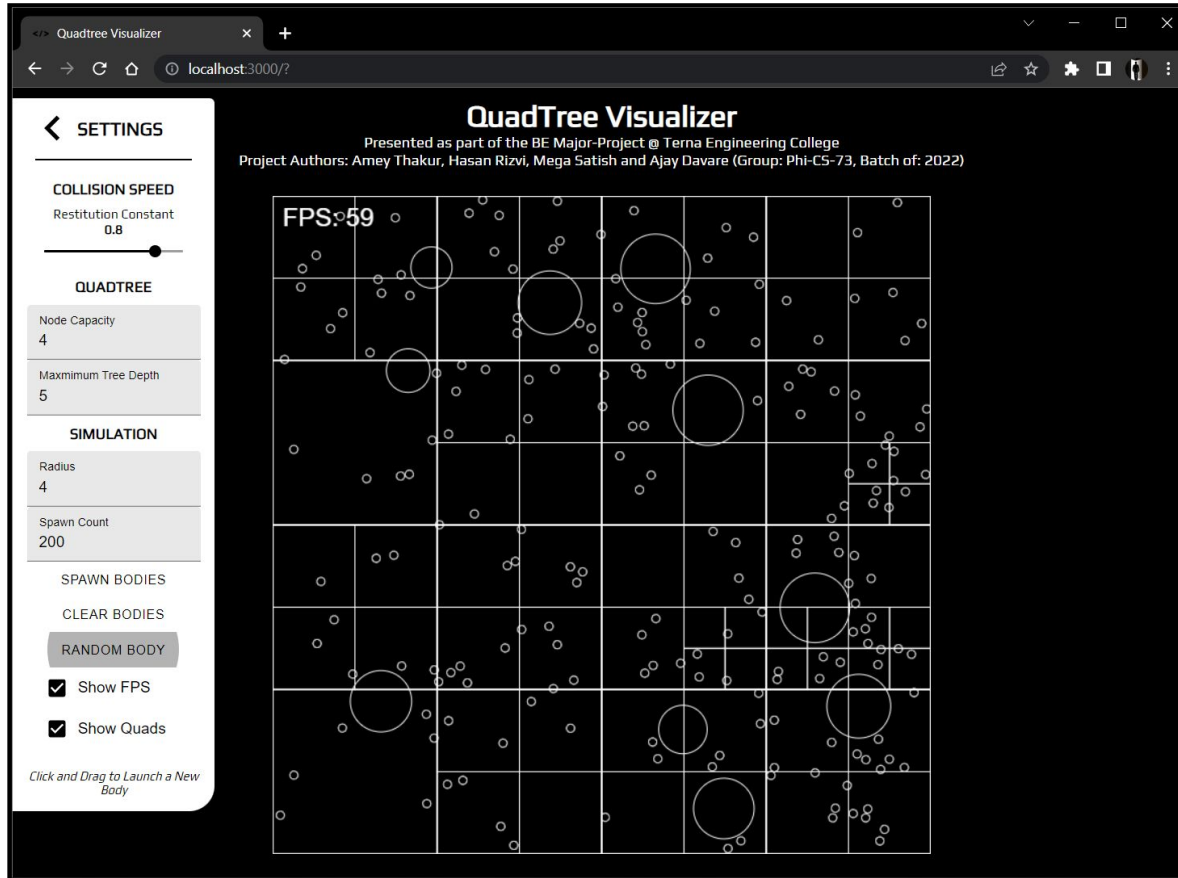 </> Quadtree Visualizer
localhost:3000/?
SETTINGS
COLLISION SPEED
Restitution Constant
0.8
QUADTREE
Node Capacity
4
Maxmimum Tree Depth
5
SIMULATION
Radius
4
Spawn Count
200
SPAWN BODIES
CLEAR BODIES
RANDOM BODY
Show FPS
Show Quads
Click and Drag to Launch a New
Body
QuadTree Visualizer
Presented as part of the BE Major-Project @ Terna Engineering College
Project Authors: Amey Thakur, Hasan Rizvi, Mega Satish and Ajay Davare (Group: Phi-CS-73, Batch of: 2022)
FPS: 59